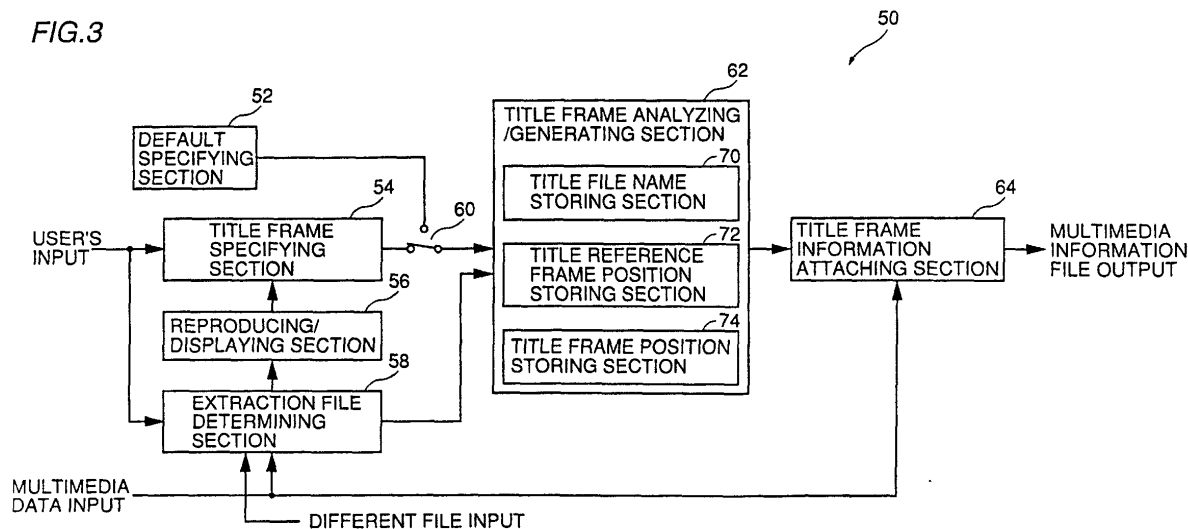 FIG.3
50
52
DEFAULT
SPECIFYING
SECTION
54
USER'S
INPUT
TITLE FRAME
SPECIFYING
SECTION
60
56
REPRODUCING/
DISPLAYING SECTION
58
EXTRACTION FILE
DETERMINING
SECTION
MULTIMEDIA
DATA INPUT
DIFFERENT FILE INPUT
62
TITLE FRAME ANALYZING
/GENERATING SECTION
70
TITLE FILE NAME
STORING SECTION
72
TITLE REFERENCE
FRAME POSITION
STORING SECTION
74
TITLE FRAME POSITION
STORING SECTION
64
TITLE FRAME
INFORMATION
ATTACHING SECTION
MULTIMEDIA
INFORMATION
FILE OUTPUT